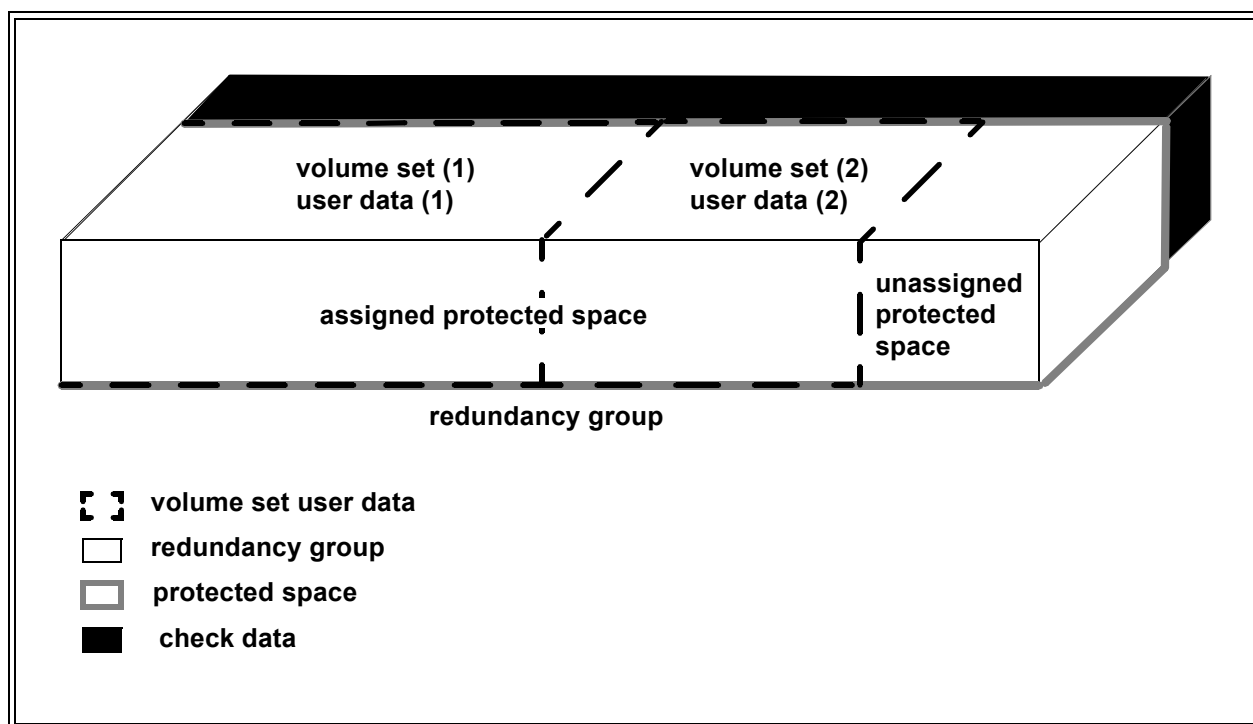 volume set (1)
user data (1)
volume set (2)
user data (2)
assigned protected space
unassigned
protected
space
redundancy group
volume set user data
redundancy group
protected space
check data